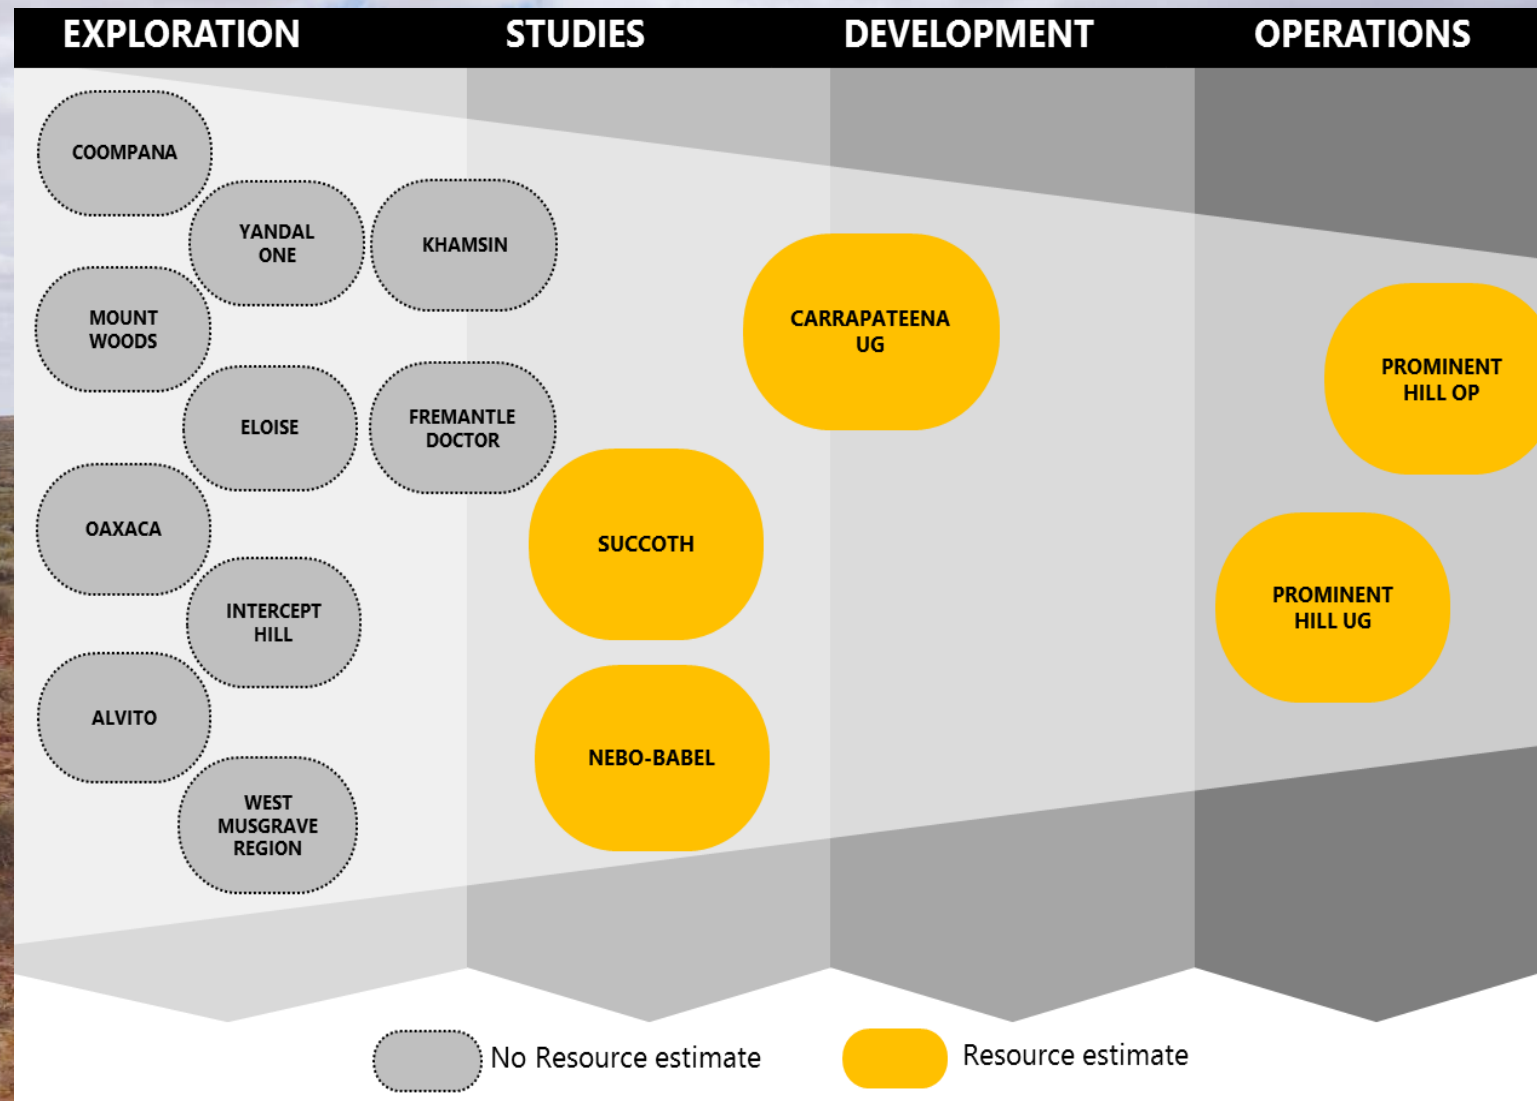 EXPLORATION
STUDIES
DEVELOPMENT
OPERATIONS
COOMPANA
YANDAL
ONE
KHAMSIN
MOUNT
WOODS
CARRAPATEENA
UG
PROMINENT
HILL OP
ELOISE
FREMANTLE
DOCTOR
OAXACA
SUCCOTH
INTERCEPT
HILL
PROMINENT
HILL UG
ALVITO
NEBO-BABEL
WEST
MUSGRAVE
REGION
No Resource estimate
Resource estimate